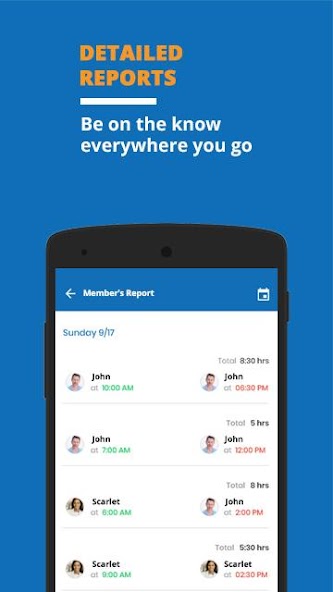 DETAILED
REPORTS
Be on the know
everywhere you go
Member's Report
Sunday 9/17
Total 8:30 hrs
John John
at 10:00 AM at 06:30 PM
Total 5 hrs
John John
at 7:00 AM at 12:00 PM
Total 8 hrs
Scarlet John
at 6:00 AM at 2:00 PM
Total 5:30 hrs
Scarlet Scarlet
at 9:00 AM at 02:30 PM